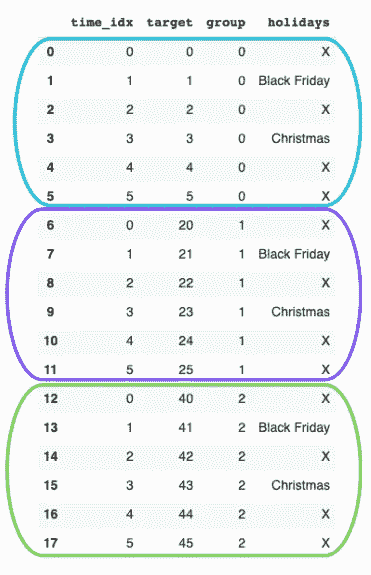 time_idx target group holidays
0 0 0 0 X
1 1 1 0 Black Friday
2 2 2 0 X
3 3 3 0 Christmas
4 4 4 0 X
5 5 5 0 X
6 0 20 1 X
7 1 21 1 Black Friday
8 2 22 1 X
9 3 23 1 Christmas
10 4 24 1 X
11 5 25 1 X
12 0 40 2 X
13 1 41 2 Black Friday
14 2 42 2 X
15 3 43 2 Christmas
16 4 44 2 X
17 5 45 2 X